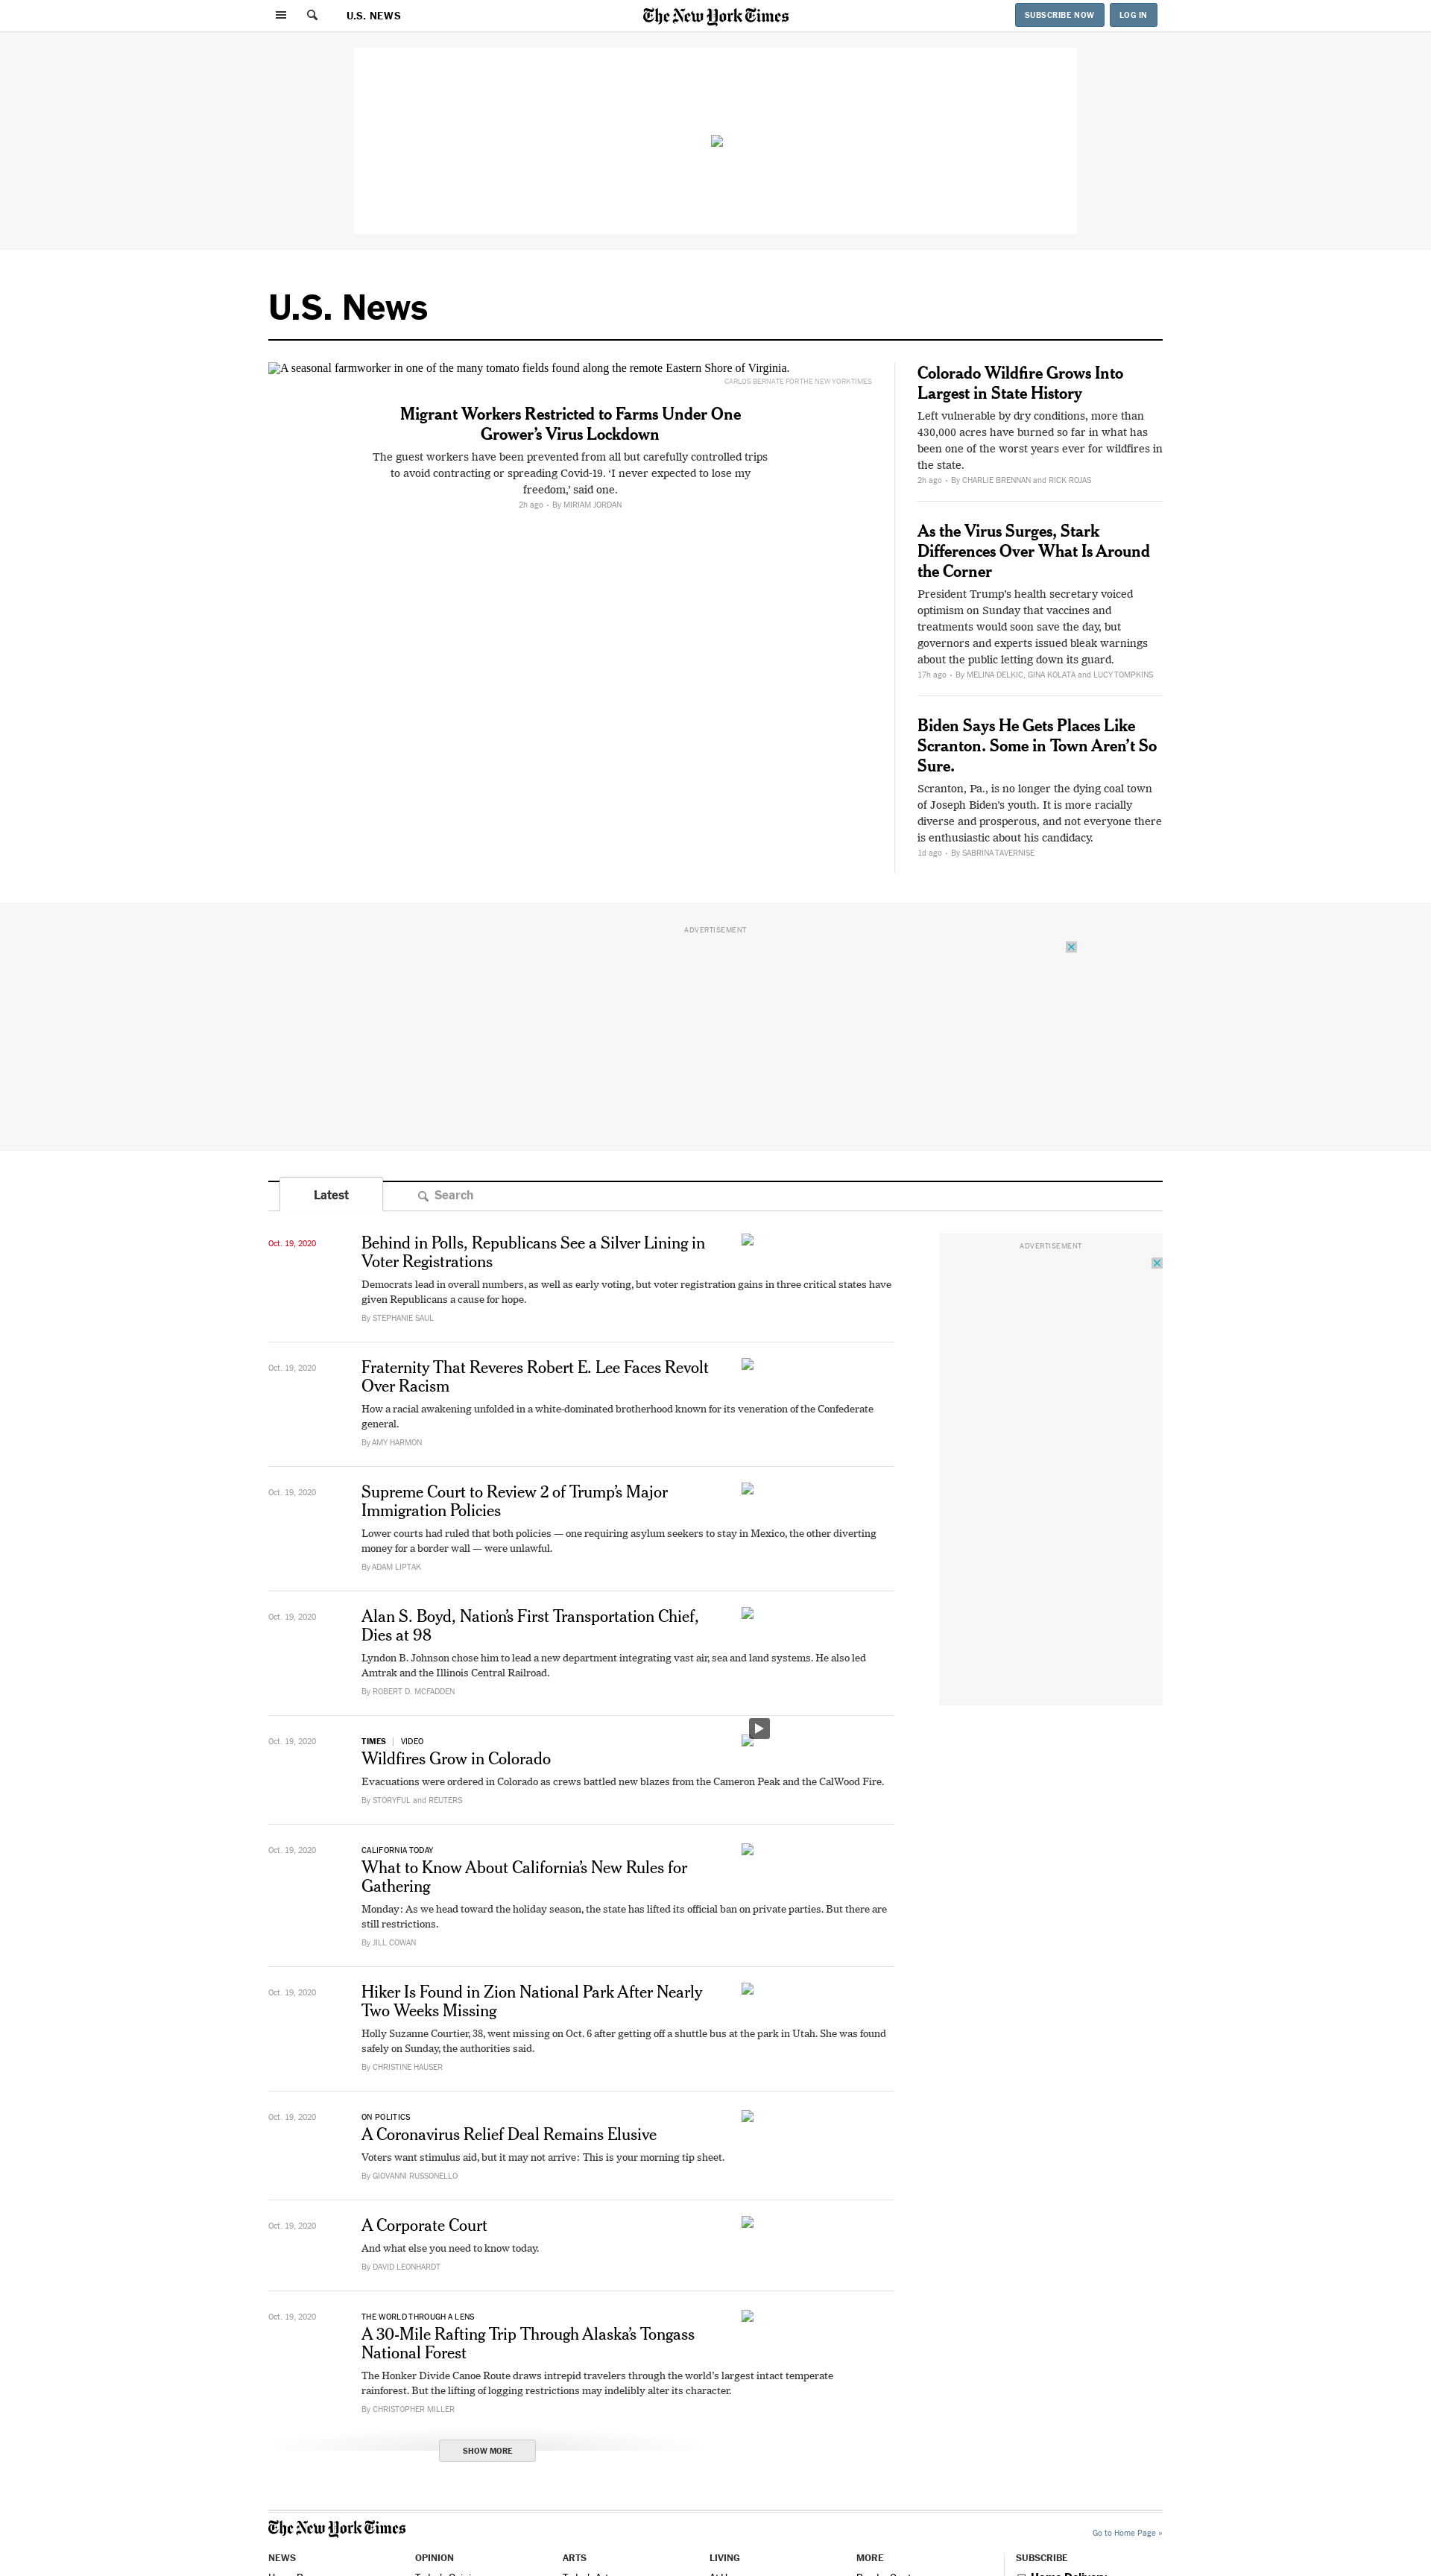 U.S. NEWS
The New York Times
SUBSCRIBE NOW
LOG IN
U.S. News
A seasonal farmworker in one of the many tomato fields found along the remote Eastern Shore of Virginia.
CARLOS BERNATE FOR THE NEW YORK TIMES
Migrant Workers Restricted to Farms Under One
Grower’s Virus Lockdown
The guest workers have been prevented from all but carefully controlled trips
to avoid contracting or spreading Covid-19. ‘I never expected to lose my
freedom,’ said one.
2h ago • By MIRIAM JORDAN
Colorado Wildfire Grows Into
Largest in State History
Left vulnerable by dry conditions, more than
430,000 acres have burned so far in what has
been one of the worst years ever for wildfires in
the state.
2h ago • By CHARLIE BRENNAN and RICK ROJAS
As the Virus Surges, Stark
Differences Over What Is Around
the Corner
President Trump’s health secretary voiced
optimism on Sunday that vaccines and
treatments would soon save the day, but
governors and experts issued bleak warnings
about the public letting down its guard.
17h ago • By MELINA DELKIC, GINA KOLATA and LUCY TOMPKINS
Biden Says He Gets Places Like
Scranton. Some in Town Aren’t So
Sure.
Scranton, Pa., is no longer the dying coal town
of Joseph Biden’s youth. It is more racially
diverse and prosperous, and not everyone there
is enthusiastic about his candidacy.
1d ago • By SABRINA TAVERNISE
ADVERTISEMENT
Latest
Search
ADVERTISEMENT
Oct. 19, 2020
Behind in Polls, Republicans See a Silver Lining in
Voter Registrations
Democrats lead in overall numbers, as well as early voting, but voter registration gains in three critical states have
given Republicans a cause for hope.
By STEPHANIE SAUL
Oct. 19, 2020
Fraternity That Reveres Robert E. Lee Faces Revolt
Over Racism
How a racial awakening unfolded in a white-dominated brotherhood known for its veneration of the Confederate
general.
By AMY HARMON
Oct. 19, 2020
Supreme Court to Review 2 of Trump’s Major
Immigration Policies
Lower courts had ruled that both policies — one requiring asylum seekers to stay in Mexico, the other diverting
money for a border wall — were unlawful.
By ADAM LIPTAK
Oct. 19, 2020
Alan S. Boyd, Nation’s First Transportation Chief,
Dies at 98
Lyndon B. Johnson chose him to lead a new department integrating vast air, sea and land systems. He also led
Amtrak and the Illinois Central Railroad.
By ROBERT D. MCFADDEN
Oct. 19, 2020
TIMES | VIDEO
Wildfires Grow in Colorado
Evacuations were ordered in Colorado as crews battled new blazes from the Cameron Peak and the CalWood Fire.
By STORYFUL and REUTERS
Oct. 19, 2020
CALIFORNIA TODAY
What to Know About California’s New Rules for
Gathering
Monday: As we head toward the holiday season, the state has lifted its official ban on private parties. But there are
still restrictions.
By JILL COWAN
Oct. 19, 2020
Hiker Is Found in Zion National Park After Nearly
Two Weeks Missing
Holly Suzanne Courtier, 38, went missing on Oct. 6 after getting off a shuttle bus at the park in Utah. She was found
safely on Sunday, the authorities said.
By CHRISTINE HAUSER
Oct. 19, 2020
ON POLITICS
A Coronavirus Relief Deal Remains Elusive
Voters want stimulus aid, but it may not arrive: This is your morning tip sheet.
By GIOVANNI RUSSONELLO
Oct. 19, 2020
A Corporate Court
And what else you need to know today.
By DAVID LEONHARDT
Oct. 19, 2020
THE WORLD THROUGH A LENS
A 30-Mile Rafting Trip Through Alaska’s Tongass
National Forest
The Honker Divide Canoe Route draws intrepid travelers through the world’s largest intact temperate
rainforest. But the lifting of logging restrictions may indelibly alter its character.
By CHRISTOPHER MILLER
SHOW MORE
The New York Times
Go to Home Page »
NEWS
OPINION
ARTS
LIVING
MORE
SUBSCRIBE
Home Delivery